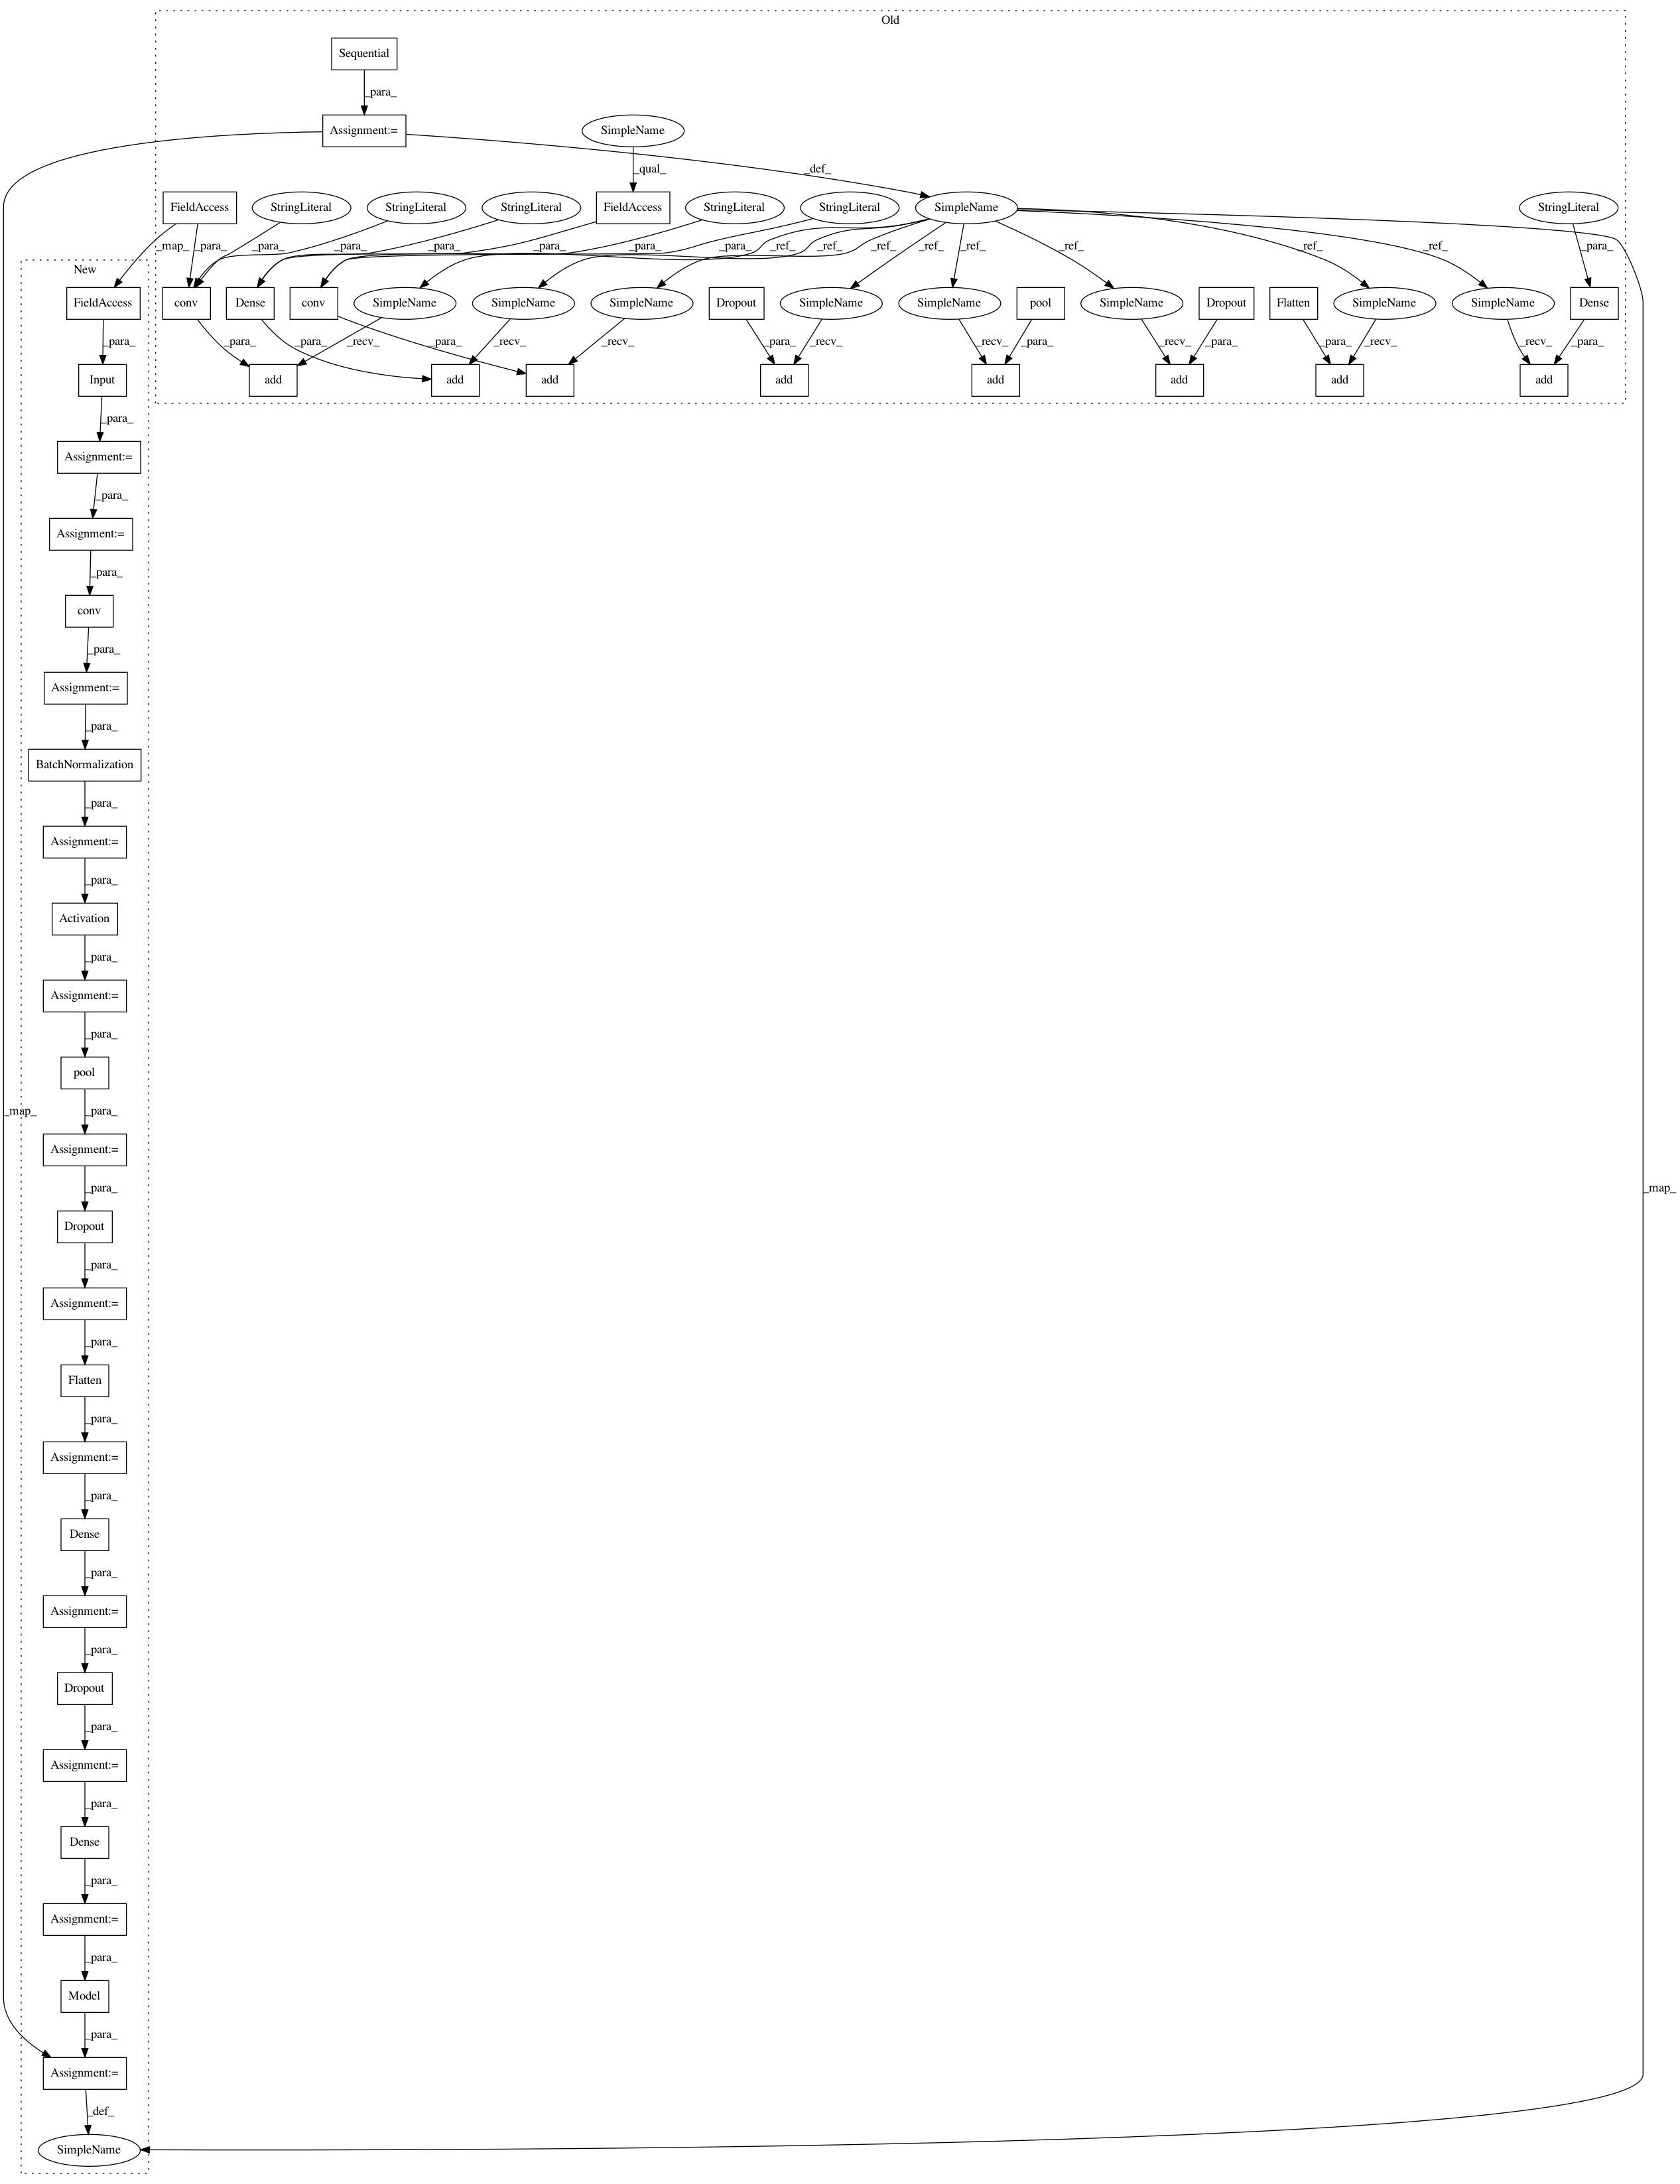 Old
Sequential
_para_
Assignment:=
SimpleName
_def_
_qual_
FieldAccess
StringLiteral
StringLiteral
StringLiteral
FieldAccess
StringLiteral
StringLiteral
SimpleName
StringLiteral
_map_
_para_
_para_
_para_
_para_
_para_
_para_
_para_
_ref_
_ref_
_ref_
_ref_
_ref_
_ref_
_ref_
_ref_
_para_
New
FieldAccess
conv
Dense
conv
SimpleName
SimpleName
SimpleName
Dropout
SimpleName
SimpleName
pool
SimpleName
Dropout
Flatten
SimpleName
SimpleName
Dense
_para_
_para_
_para_
_recv_
_para_
_recv_
_recv_
_para_
_recv_
_recv_
_para_
_recv_
_para_
_para_
_recv_
_recv_
_para_
Input
add
add
add
add
add
add
add
add
_para_
Assignment:=
_para_
Assignment:=
_para_
conv
_para_
Assignment:=
_para_
BatchNormalization
_para_
Assignment:=
_para_
Activation
_para_
Assignment:=
_para_
pool
_map_
_para_
Assignment:=
_para_
_map_
Dropout
_para_
Assignment:=
_para_
Flatten
_para_
Assignment:=
_para_
Dense
_para_
Assignment:=
_para_
Dropout
_para_
Assignment:=
_para_
Dense
_para_
Assignment:=
_para_
Model
_para_
Assignment:=
_def_
SimpleName